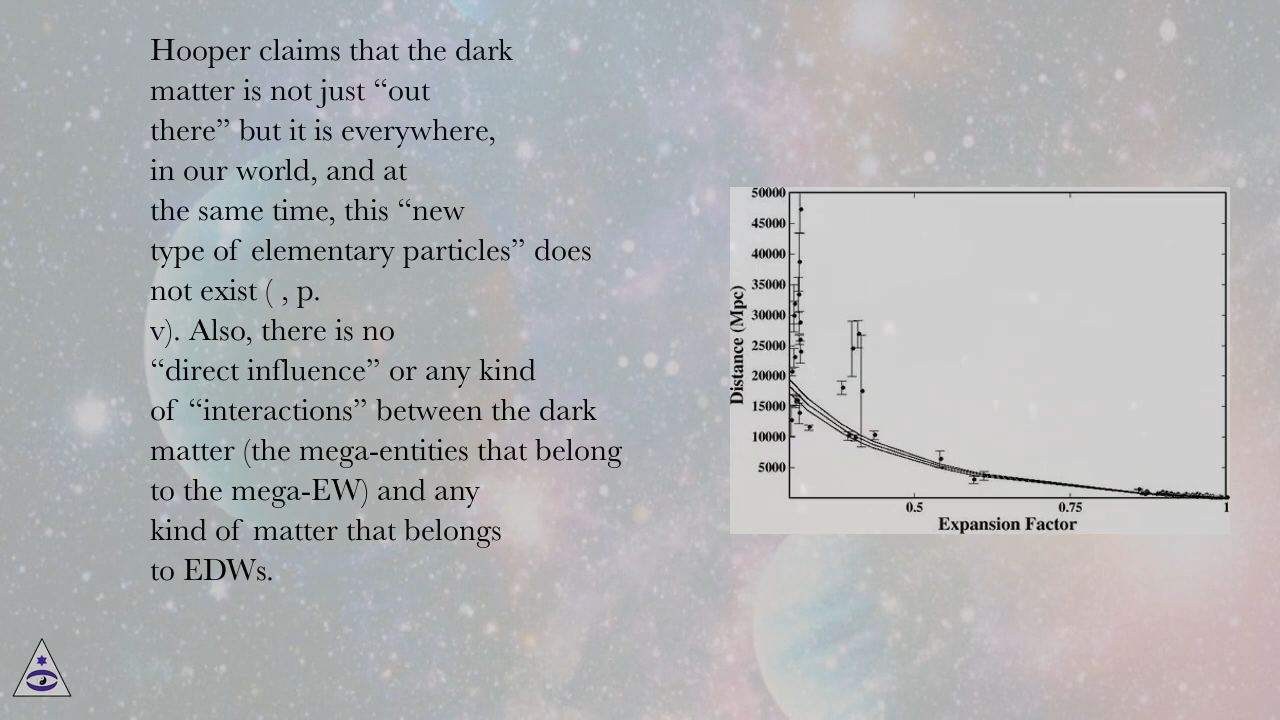 Hooper claims that the dark
matter is not just “out
there” but it is everywhere,
in our world, and at
the same time, this “new
type of elementary particles” does
not exist ( , p.
v). Also, there is no
“direct influence” or any kind
of “interactions” between the dark
matter (the mega-entities that belong
to the mega-EW) and any
kind of matter that belongs
to EDWs.
50000
45000
40000
35000
30000
25000
20000
15000
10000
5000
Distance (Mpc)
0.5
0.75
1
Expansion Factor